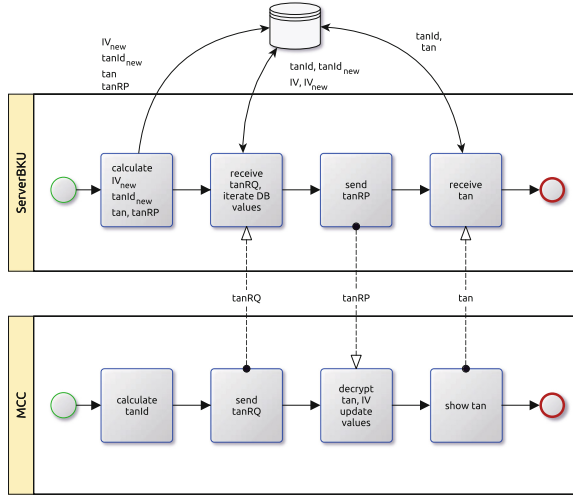 IVnew
tanIdnew
tan
tanRP
tanId, tanIdnew
IV, IVnew
tanId,
tan
ServerBKU
calculate
IVnew
tanIdnew
tan, tanRP
receive
tanRQ,
iterate DB
values
send
tanRP
receive
tan
tanRQ
tanRP
tan
MCC
calculate
tanId
send
tanRQ
decrypt
tan, IV
update
values
show tan